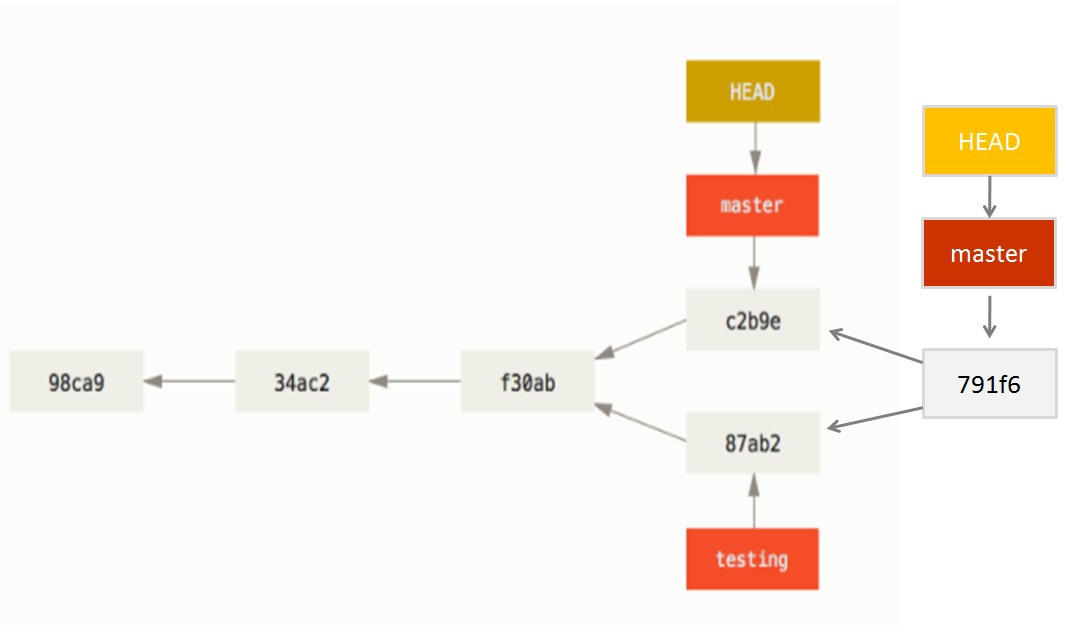 HEAD
master
c2b9e
98ca9
34ac2
f30ab
87ab2
testing
HEAD
master
791f6